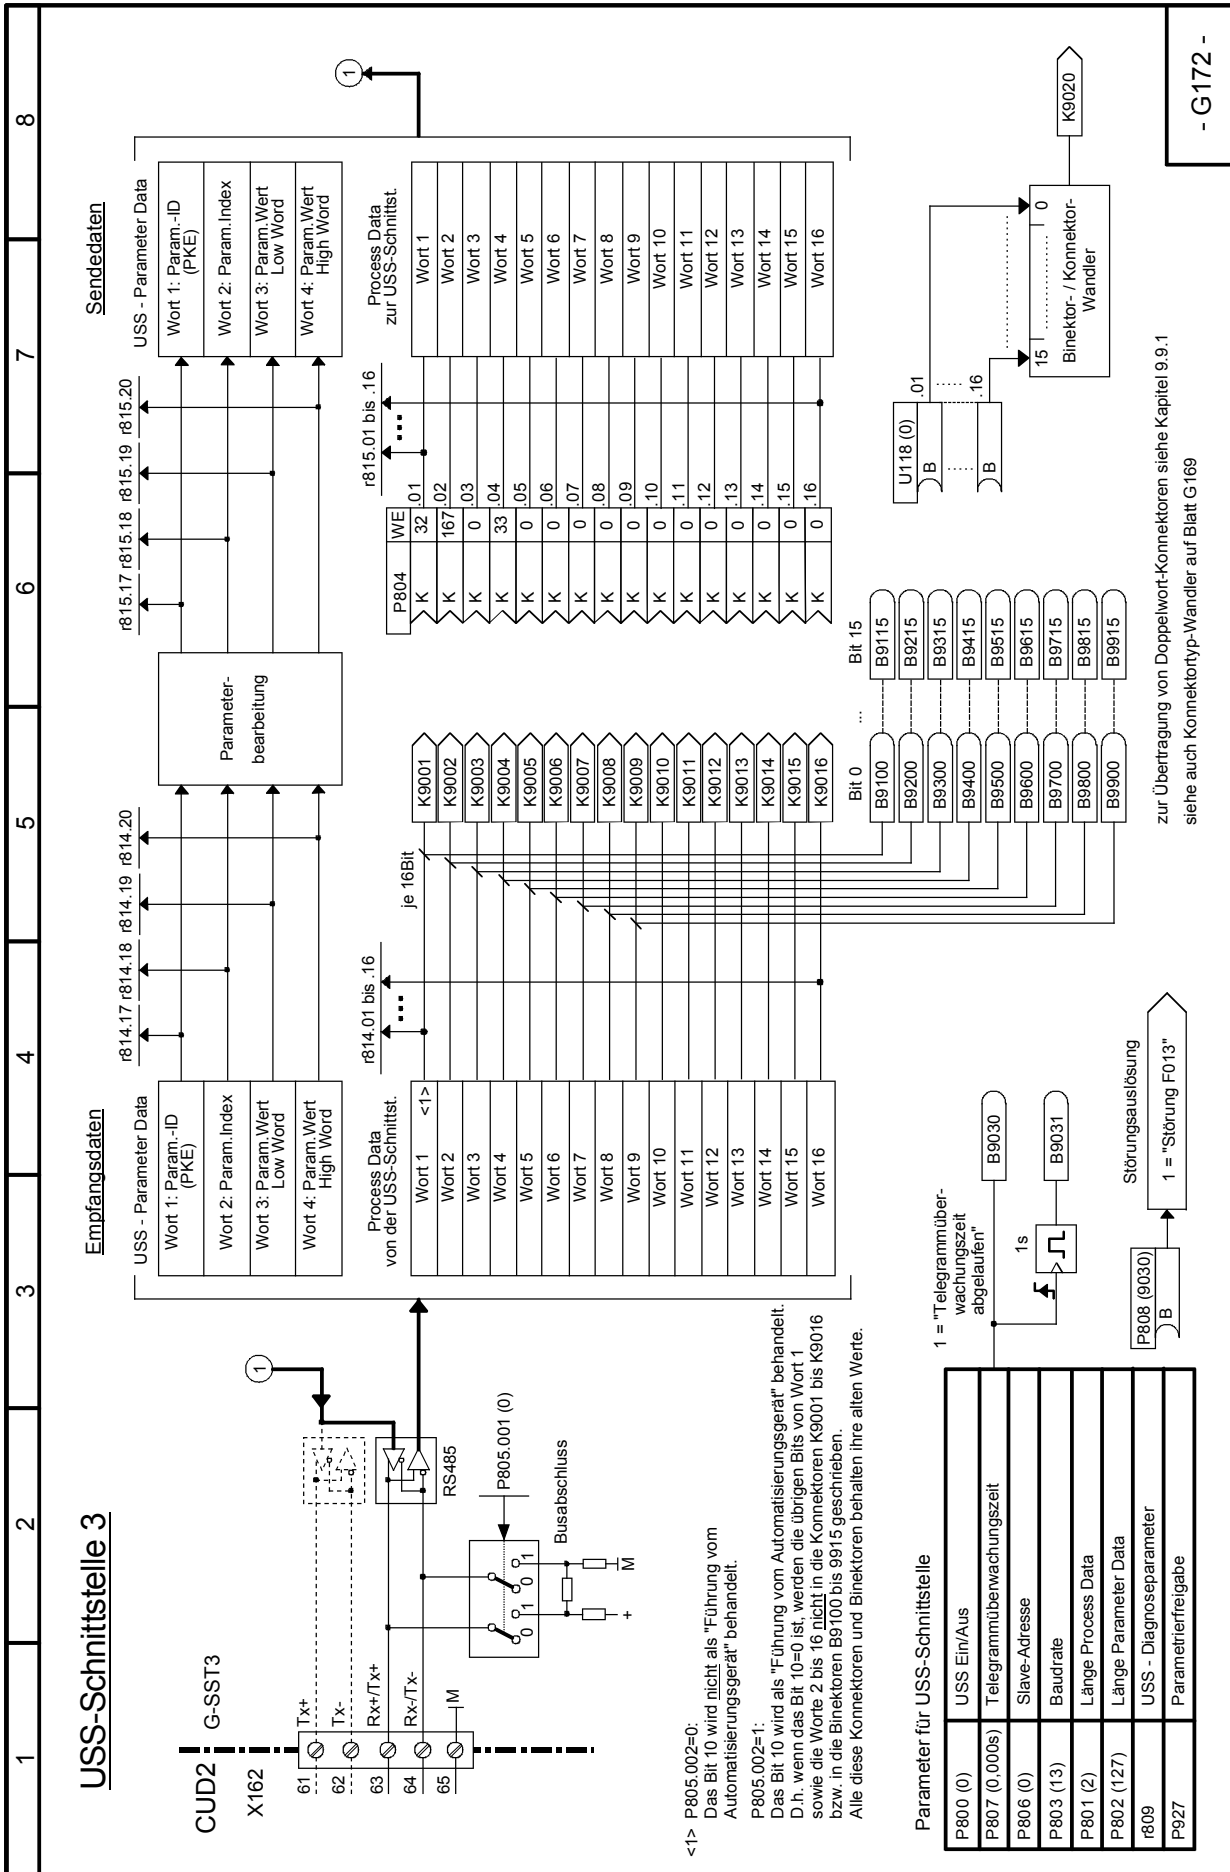 1 2 3 4 5 6 7 8
USS-Schnittstelle 3
CUD2 G-SST3
X162
61 Tx+
62 Tx-
63 Rx+/Tx+
64 Rx-/Tx-
65 M
RS485
1
P805.001 (0)
0 1 0 1
Busabschluss
+ M
<1> P805.002=0:
Das Bit 10 wird nicht als "Führung vom
Automatisierungsgerät" behandelt.
P805.002=1:
Das Bit 10 wird als "Führung vom Automatisierungsgerät" behandelt.
D.h. wenn das Bit 10=0 ist, werden die übrigen Bits von Wort 1
sowie die Worte 2 bis 16 nicht in die Konnektoren K9001 bis K9016
bzw. in die Binektoren B9100 bis 9915 geschrieben.
Alle diese Konnektoren und Binektoren behalten ihre alten Werte.
Parameter für USS-Schnittstelle
P800 (0) USS Ein/Aus
P807 (0,000s) Telegrammüberwachungszeit
P806 (0) Slave-Adresse
P803 (13) Baudrate
P801 (2) Länge Process Data
P802 (127) Länge Parameter Data
r809 USS - Diagnoseparameter
P927 Parametrierfreigabe
Empfangsdaten
USS - Parameter Data
Wort 1: Param.-ID
(PKE)
Wort 2: Param.Index
Wort 3: Param.Wert
Low Word
Wort 4: Param.Wert
High Word
r814.17 r814.18 r814.19 r814.20
Process Data
von der USS-Schnittst.
Wort 1 <1>
Wort 2
Wort 3
Wort 4
Wort 5
Wort 6
Wort 7
Wort 8
Wort 9
Wort 10
Wort 11
Wort 12
Wort 13
Wort 14
Wort 15
Wort 16
r814.01 bis .16
je 16Bit
K9001
K9002
K9003
K9004
K9005
K9006
K9007
K9008
K9009
K9010
K9011
K9012
K9013
K9014
K9015
K9016
Bit 0 ... Bit 15
B9100 B9115
B9200 B9215
B9300 B9315
B9400 B9415
B9500 B9515
B9600 B9615
B9700 B9715
B9800 B9815
B9900 B9915
1 = "Telegrammüber-
wachungszeit
abgelaufen"
B9030
1s
B9031
Störungsauslösung
P808 (9030)
B
1 = "Störung F013"
Parameter-
bearbeitung
Sendedaten
r815.17 r815.18 r815.19 r815.20
USS - Parameter Data
Wort 1: Param.-ID
(PKE)
Wort 2: Param.Index
Wort 3: Param.Wert
Low Word
Wort 4: Param.Wert
High Word
1
P804 WE
K 32 .01
K 167 .02
K 0 .03
K 33 .04
K 0 .05
K 0 .06
K 0 .07
K 0 .08
K 0 .09
K 0 .10
K 0 .11
K 0 .12
K 0 .13
K 0 .14
K 0 .15
K 0 .16
r815.01 bis .16
Process Data
zur USS-Schnittst.
Wort 1
Wort 2
Wort 3
Wort 4
Wort 5
Wort 6
Wort 7
Wort 8
Wort 9
Wort 10
Wort 11
Wort 12
Wort 13
Wort 14
Wort 15
Wort 16
U118 (0)
B .01
B .16
15 0
Binektor- / Konnektor-
Wandler
K9020
zur Übertragung von Doppelwort-Konnektoren siehe Kapitel 9.9.1
siehe auch Konnektortyp-Wandler auf Blatt G169
- G172 -